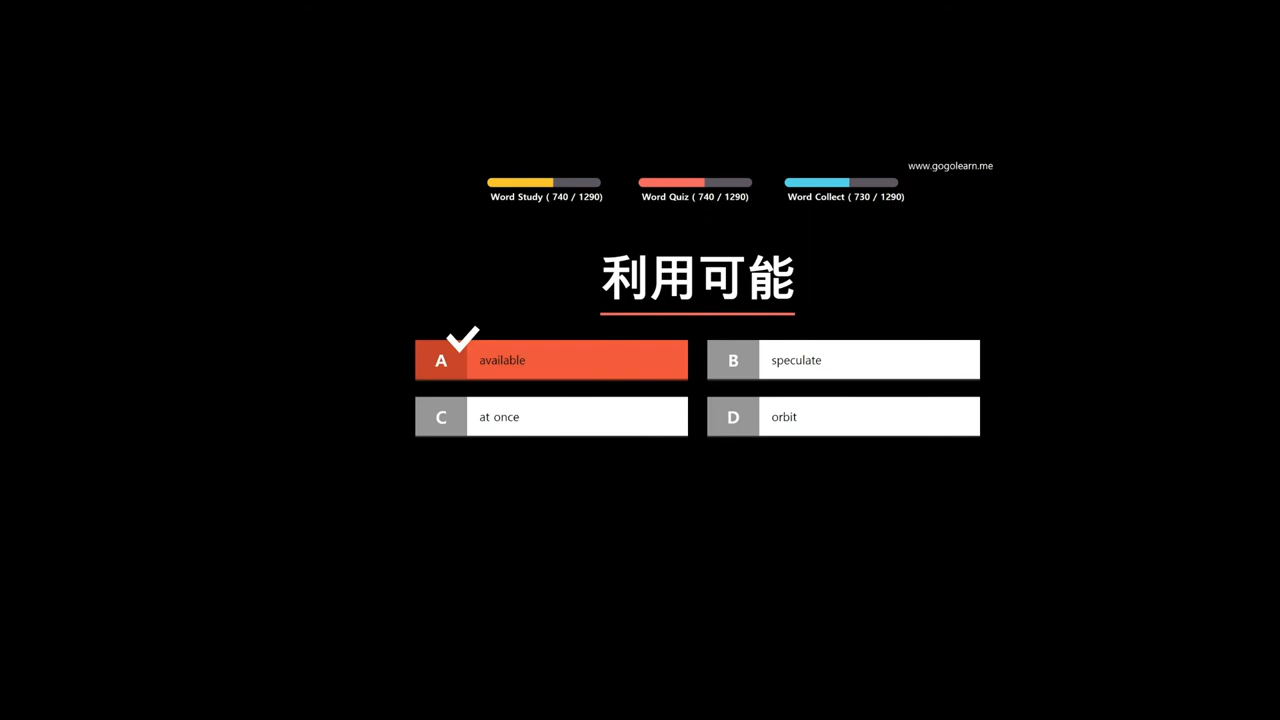 www.gogolearn.me
Word Study ( 740 / 1290)
Word Quiz ( 740 / 1290)
Word Collect ( 730 / 1290)
利用可能
A available
B speculate
C at once
D orbit